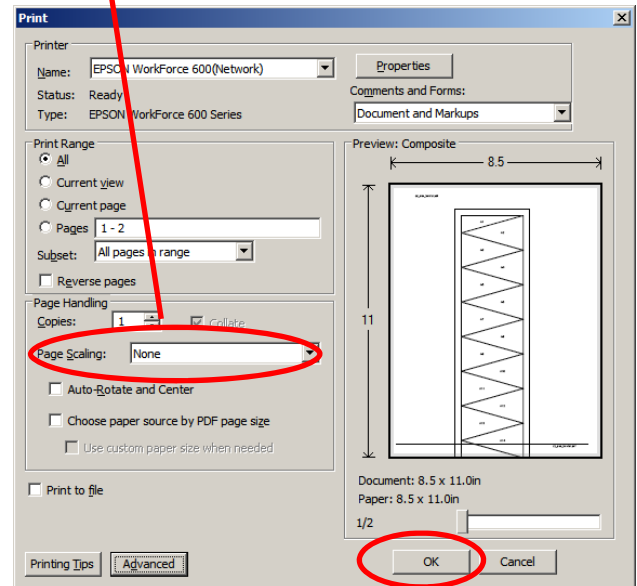 Print
Printer
Name: EPSON WorkForce 600(Network)
Properties
Status: Ready
Comments and Forms:
Type: EPSON WorkForce 600 Series
Document and Markups
Print Range
All
Current view
Current page
Pages 1 - 2
Subset: All pages in range
Reverse pages
Page Handling
Copies: 1 Collate
Page Scaling: None
Auto-Rotate and Center
Choose paper source by PDF page size
Use custom paper size when needed
Print to file
Preview: Composite
8.5
11
Document: 8.5 x 11.0in
Paper: 8.5 x 11.0in
1/2
Printing Tips Advanced OK Cancel